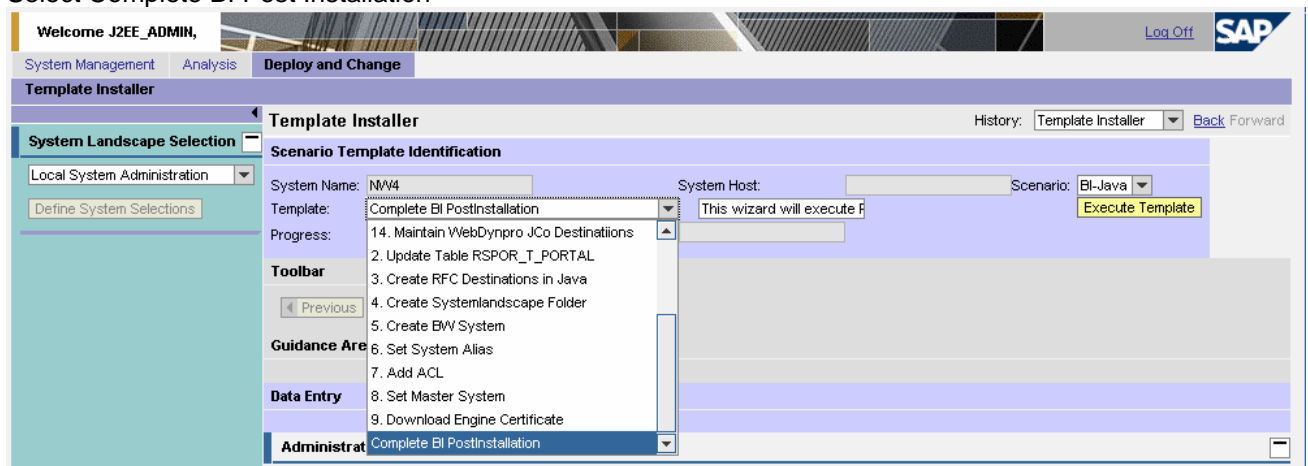 Select Complete BI Post Installation
Welcome J2EE_ADMIN,
Log Off
SAP
System Management Analysis Deploy and Change
Template Installer
Template Installer
History: Template Installer Back Forward
System Landscape Selection
Scenario Template Identification
Local System Administration
System Name: NW4 System Host: Scenario: BI-Java
Define System Selections
Template: Complete BI PostInstallation This wizard will execute F Execute Template
Progress:
14. Maintain WebDynpro JCo Destinatiions
2. Update Table RSPOR_T_PORTAL
Toolbar
3. Create RFC Destinations in Java
Previous
4. Create Systemlandscape Folder
5. Create BW System
Guidance Are
6. Set System Alias
7. Add ACL
Data Entry
8. Set Master System
9. Download Engine Certificate
Administrat
Complete BI PostInstallation